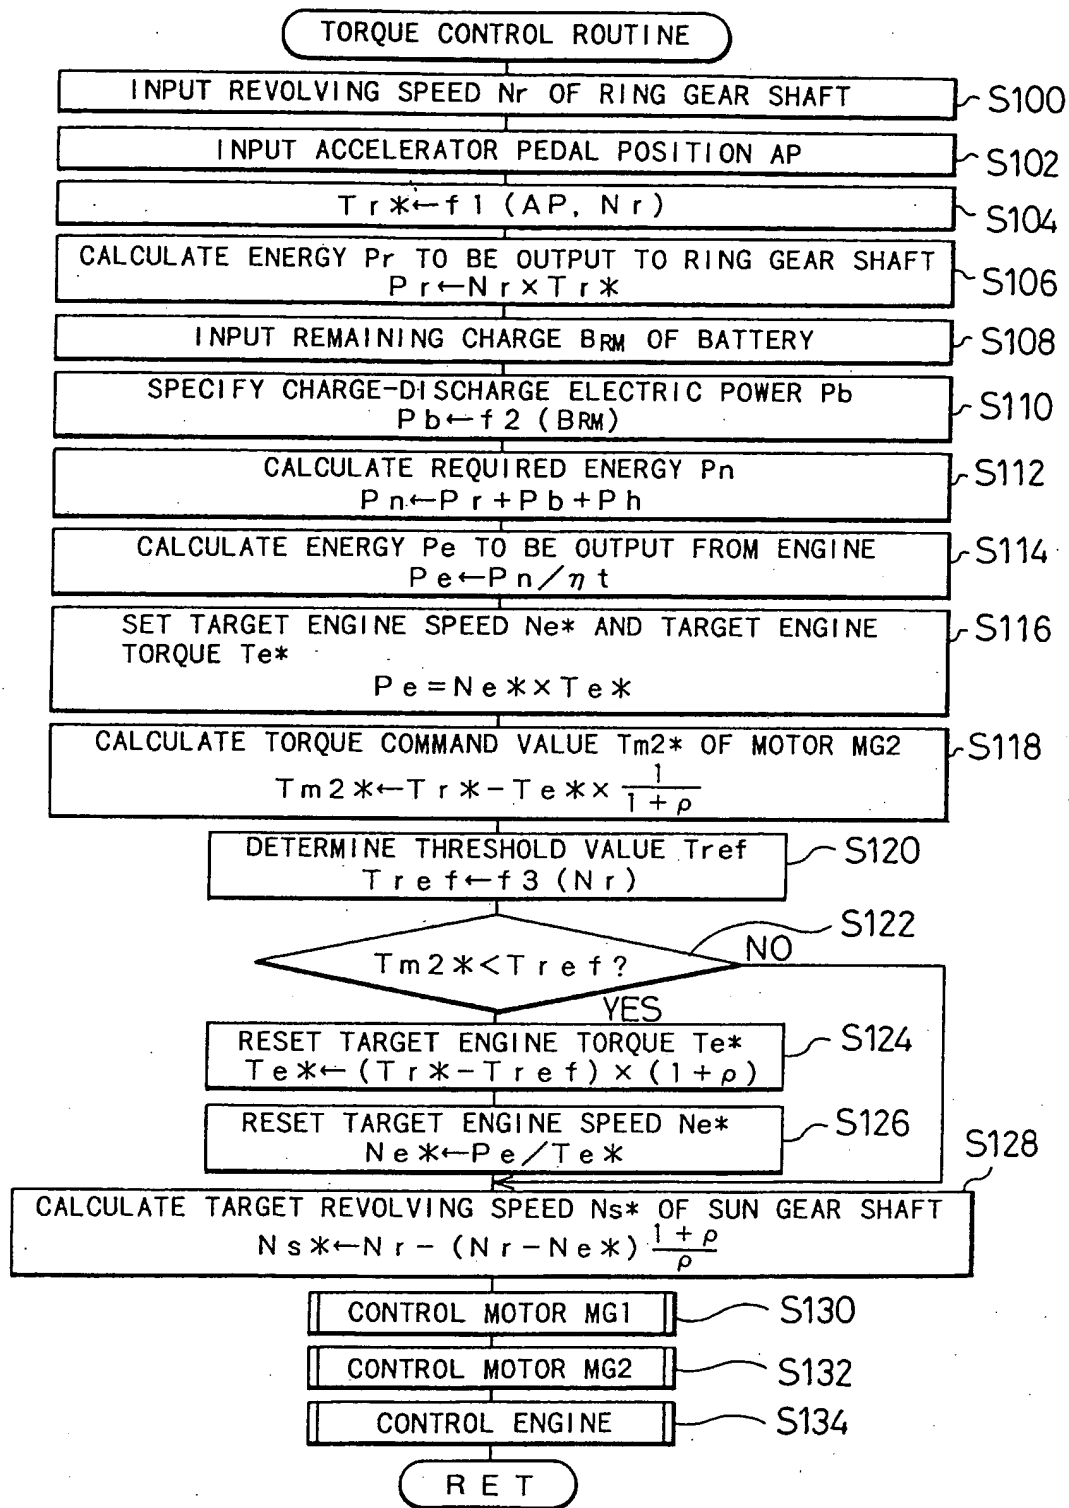 TORQUE CONTROL ROUTINE
INPUT REVOLVING SPEED Nr OF RING GEAR SHAFT
S100
INPUT ACCELERATOR PEDAL POSITION AP
S102
Tr*←f1 (AP, Nr)
S104
CALCULATE ENERGY Pr TO BE OUTPUT TO RING GEAR SHAFT
Pr←Nr×Tr*
S106
INPUT REMAINING CHARGE BRM OF BATTERY
S108
SPECIFY CHARGE-DISCHARGE ELECTRIC POWER Pb
Pb←f2 (BRM)
S110
CALCULATE REQUIRED ENERGY Pn
Pn←Pr+Pb+Ph
S112
CALCULATE ENERGY Pe TO BE OUTPUT FROM ENGINE
Pe←Pn/ηt
S114
SET TARGET ENGINE SPEED Ne* AND TARGET ENGINE
TORQUE Te*
Pe=Ne*×Te*
S116
CALCULATE TORQUE COMMAND VALUE Tm2* OF MOTOR MG2
Tm2*←Tr*-Te*× 1/(1+ρ)
S118
DETERMINE THRESHOLD VALUE Tref
Tref←f3 (Nr)
S120
Tm2*<Tref?
S122
NO
YES
RESET TARGET ENGINE TORQUE Te*
Te*←(Tr*-Tref)×(1+ρ)
S124
RESET TARGET ENGINE SPEED Ne*
Ne*←Pe/Te*
S126
CALCULATE TARGET REVOLVING SPEED Ns* OF SUN GEAR SHAFT
Ns*←Nr-(Nr-Ne*) (1+ρ)/ρ
S128
CONTROL MOTOR MG1
S130
CONTROL MOTOR MG2
S132
CONTROL ENGINE
S134
RET